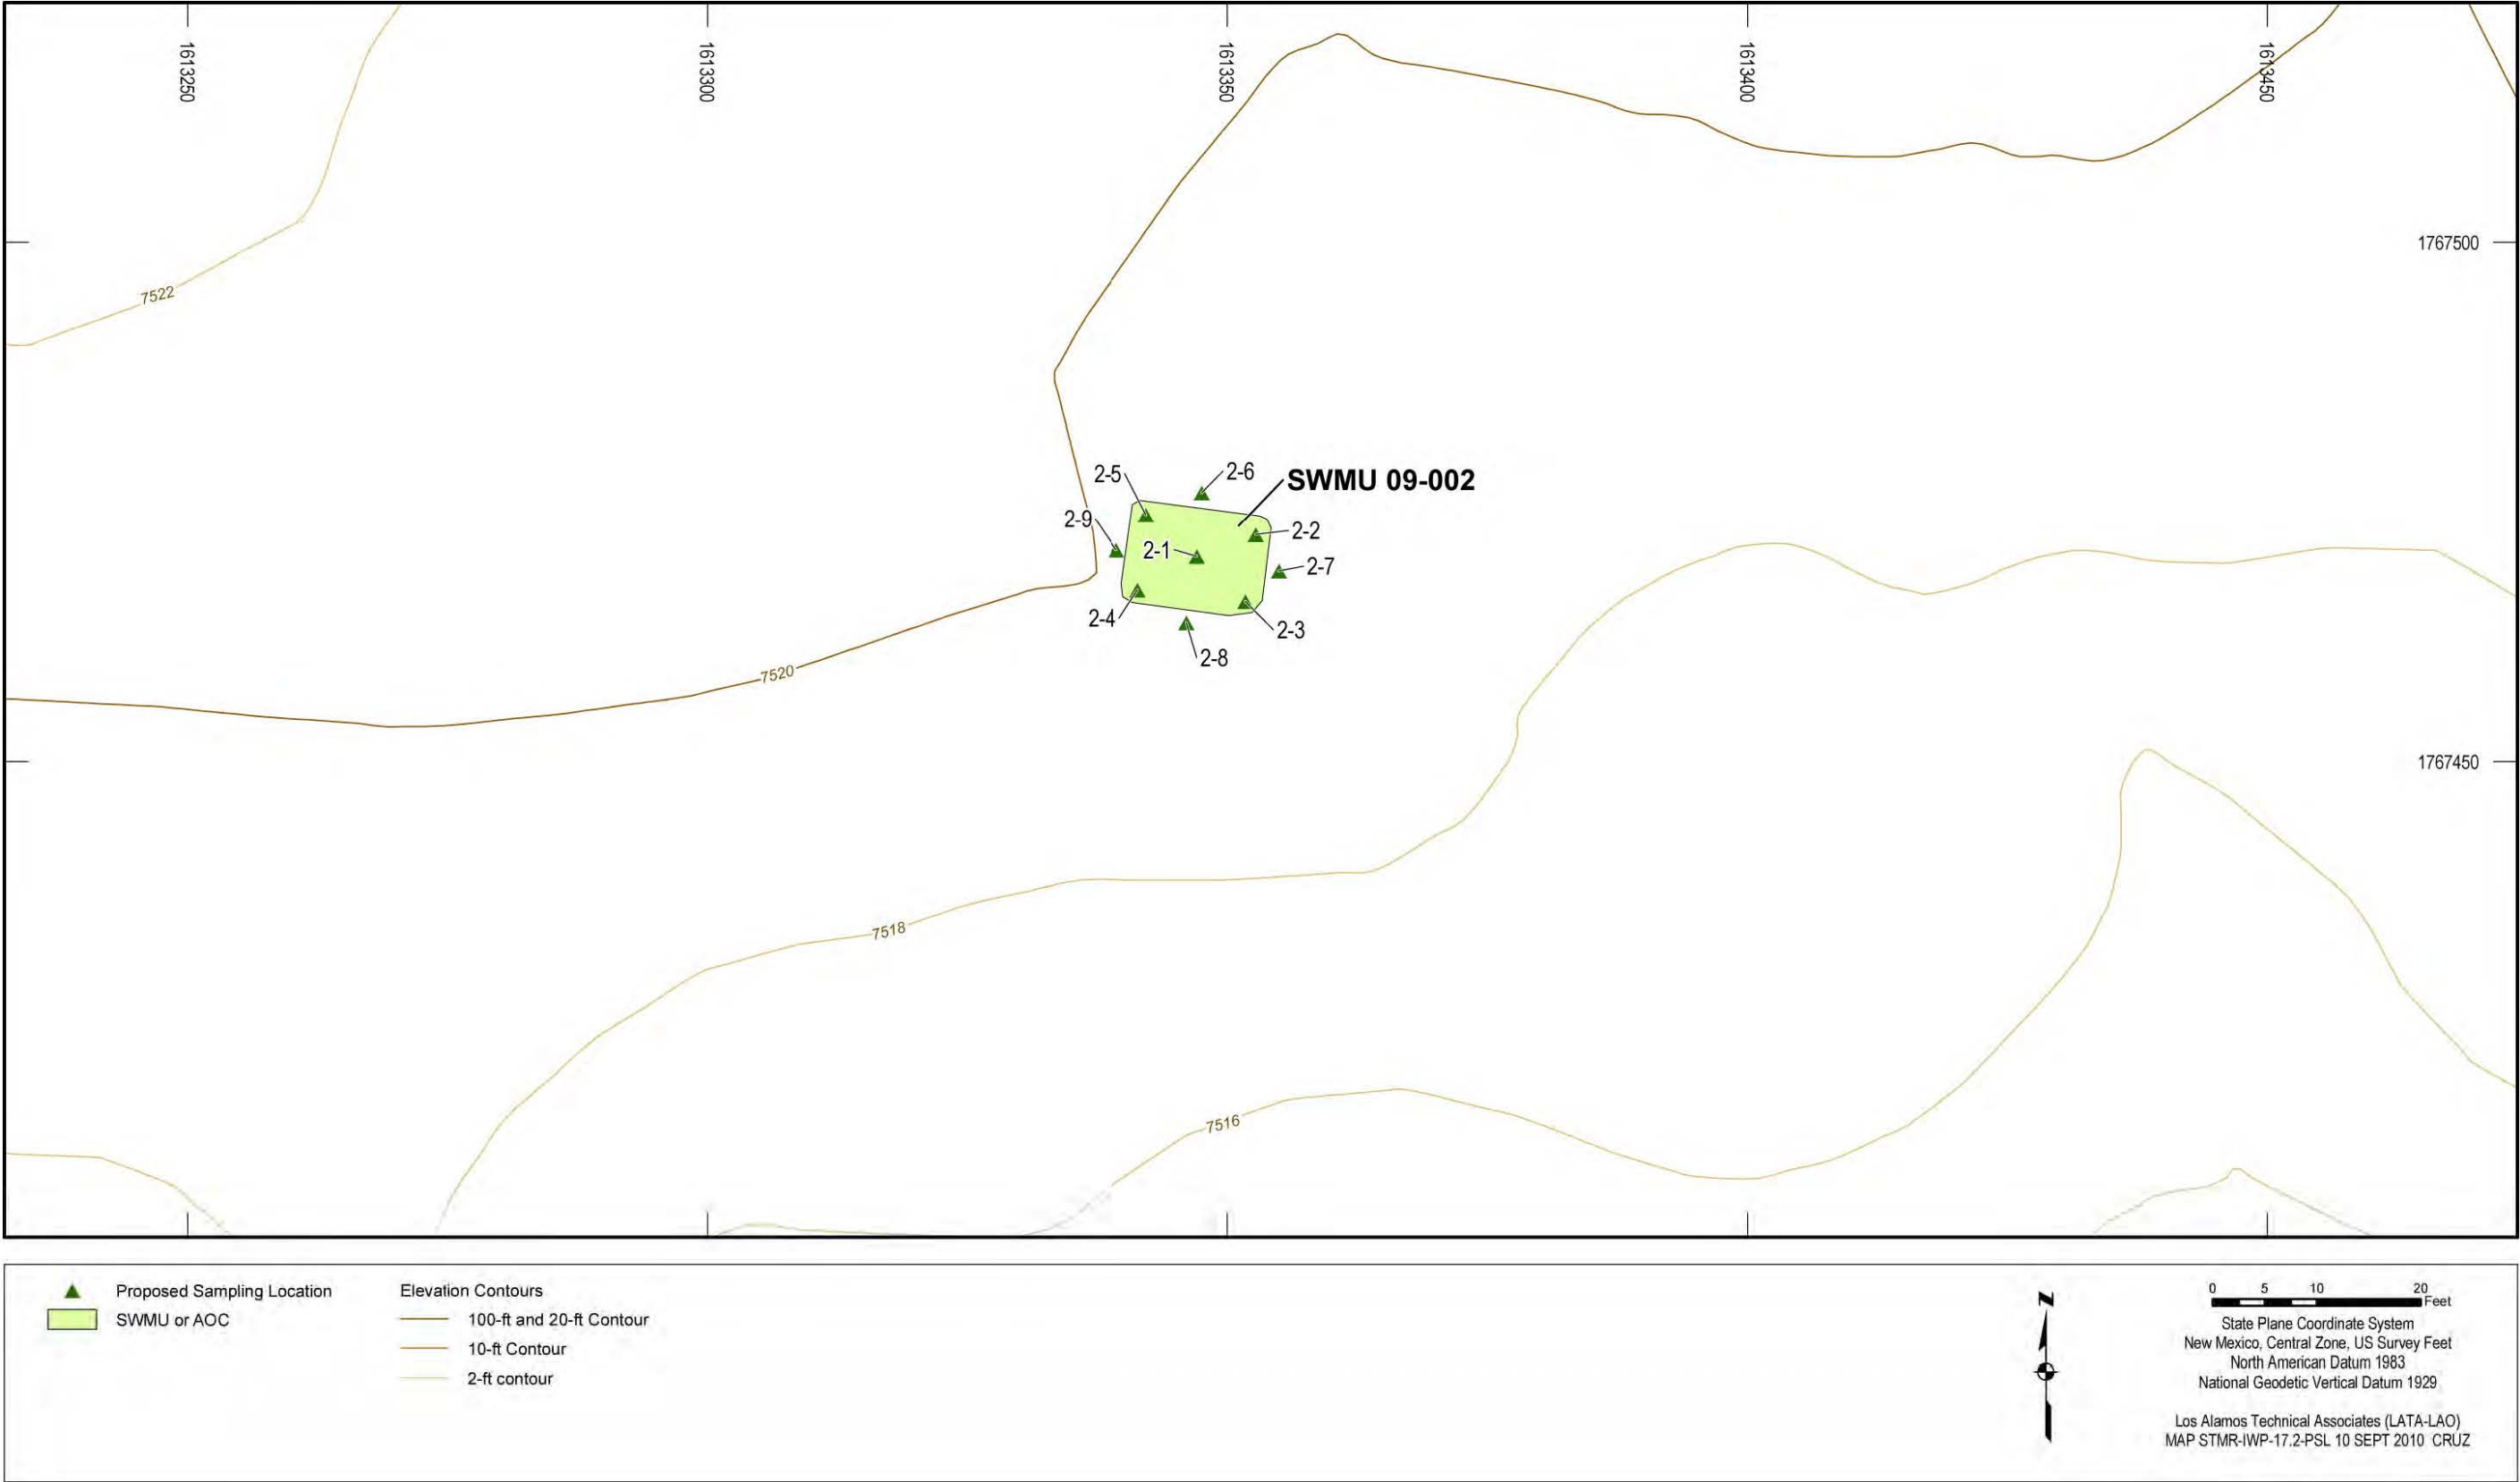 1613250
1613300
1613350
1613400
1613450
1767500
7522
2-5
2-6
SWMU 09-002
2-9
2-2
2-1
2-7
2-4
2-3
2-8
7520
1767450
7518
7516
Proposed Sampling Location
SWMU or AOC
Elevation Contours
100-ft and 20-ft Contour
10-ft Contour
2-ft contour
N
0 5 10 20
Feet
State Plane Coordinate System
New Mexico, Central Zone, US Survey Feet
North American Datum 1983
National Geodetic Vertical Datum 1929
Los Alamos Technical Associates (LATA-LAO)
MAP STMR-IWP-17.2-PSL 10 SEPT 2010 CRUZ